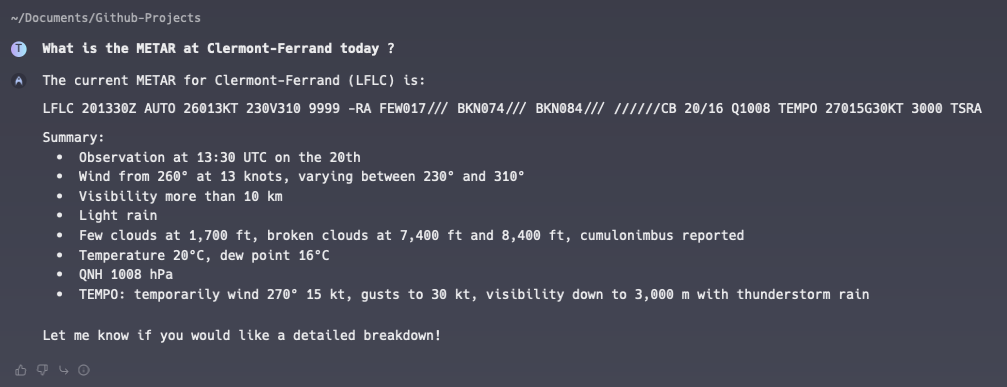 ~/Documents/Github-Projects
T What is the METAR at Clermont-Ferrand today ?
The current METAR for Clermont-Ferrand (LFLC) is:
LFLC 201330Z AUTO 26013KT 230V310 9999 -RA FEW017/// BKN074/// BKN084/// //////CB 20/16 Q1008 TEMPO 27015G30KT 3000 TSRA
Summary:
• Observation at 13:30 UTC on the 20th
• Wind from 260° at 13 knots, varying between 230° and 310°
• Visibility more than 10 km
• Light rain
• Few clouds at 1,700 ft, broken clouds at 7,400 ft and 8,400 ft, cumulonimbus reported
• Temperature 20°C, dew point 16°C
• QNH 1008 hPa
• TEMPO: temporarily wind 270° 15 kt, gusts to 30 kt, visibility down to 3,000 m with thunderstorm rain
Let me know if you would like a detailed breakdown!